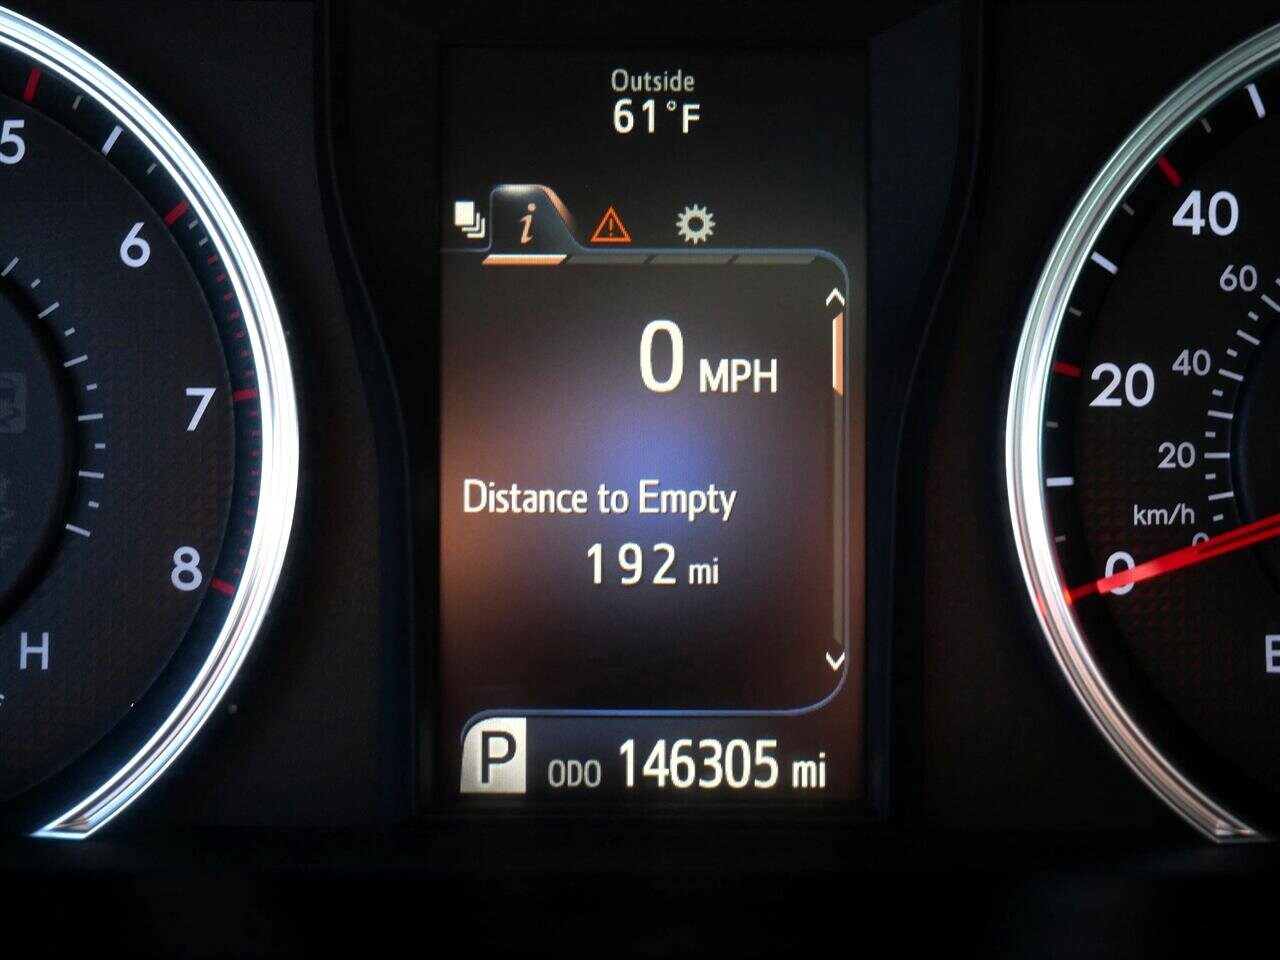 Outside
61°F
i
0 MPH
Distance to Empty
192 mi
P ODO 146305 mi
5
6
7
8
H
40
20
0
60
40
20
km/h
0
E